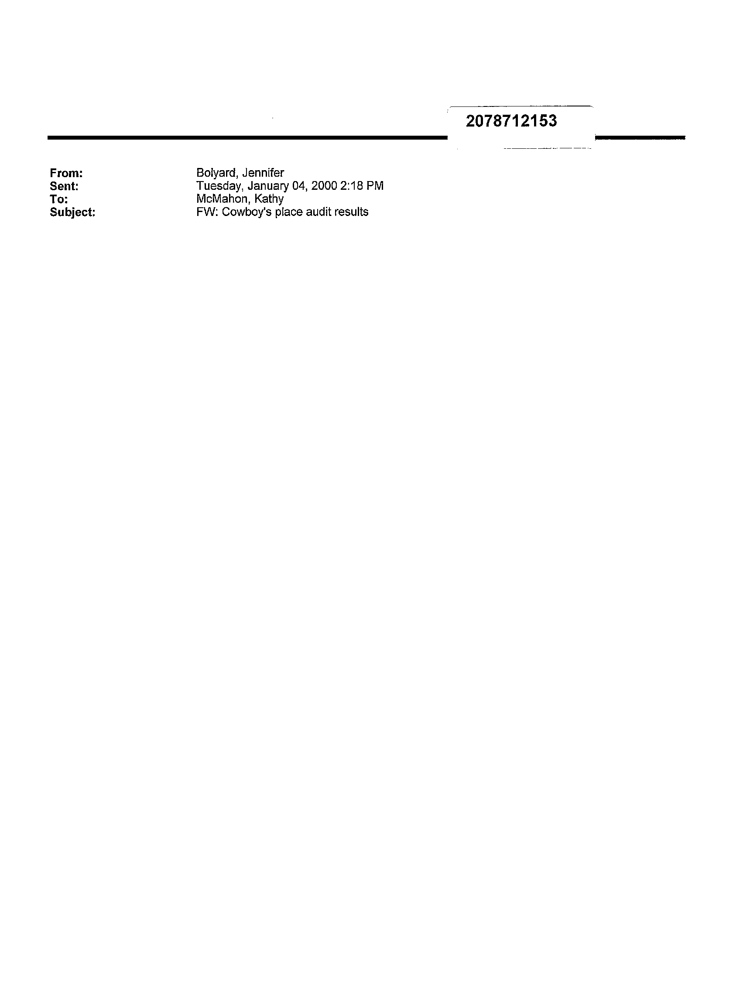 2078712153
From: Bolyard, Jennifer
Sent: Tuesday, January 04, 2000 2:18 PM
To: McMahon, Kathy
Subject: FW: Cowboy's place audit results